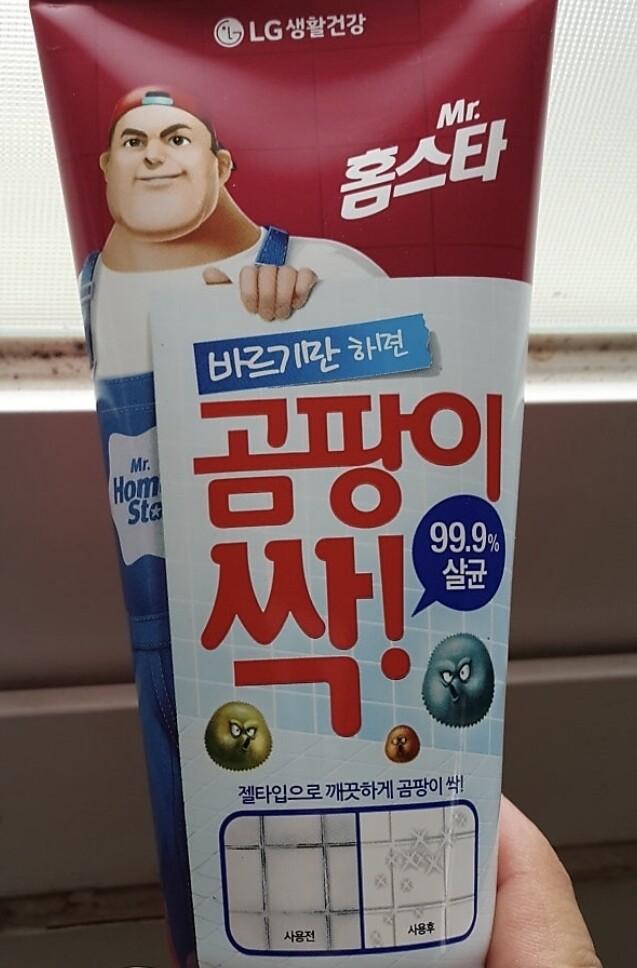 LG생활건강
Mr.
홈스타
바르기만 하면
곰팡이
싹!
99.9%
살균
Mr.
Home
Sta
젤타입으로 깨끗하게 곰팡이 싹!
사용전
사용후